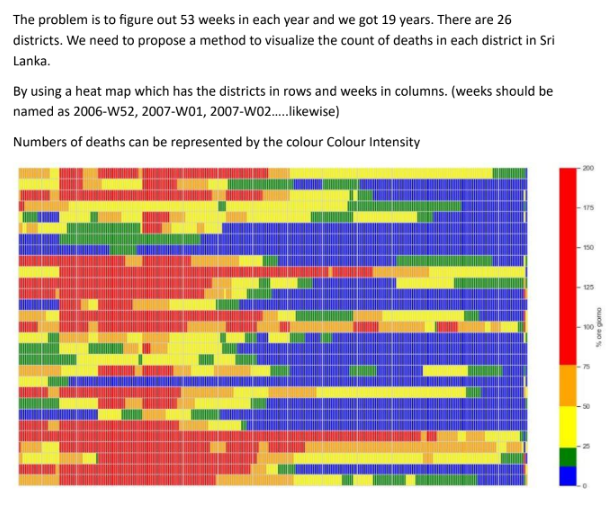 The problem is to figure out 53 weeks in each year and we got 19 years. There are 26
districts. We need to propose a method to visualize the count of deaths in each district in Sri
Lanka.
By using a heat map which has the districts in rows and weeks in columns. (weeks should be
named as 2006-W52, 2007-W01, 2007-W02.....likewise)
Numbers of deaths can be represented by the colour Colour Intensity
200
175
150
125
100
75
50
25
0
% ore giorno